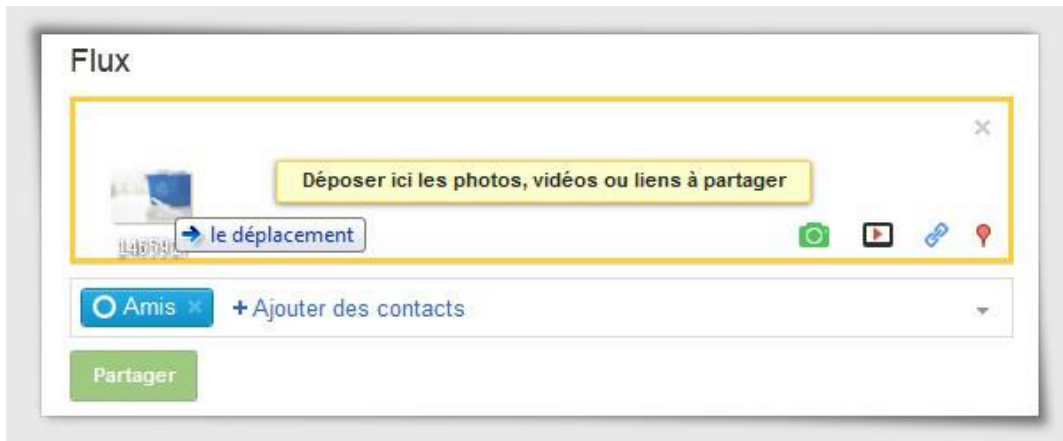 Flux
Déposer ici les photos, vidéos ou liens à partager
le déplacement
Amis
+ Ajouter des contacts
Partager